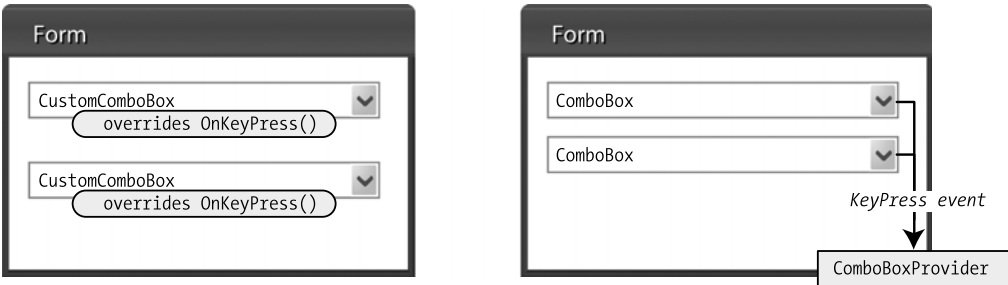 Form
CustomComboBox
overrides OnKeyPress()
CustomComboBox
overrides OnKeyPress()
Form
ComboBox
ComboBox
KeyPress event
ComboBoxProvider